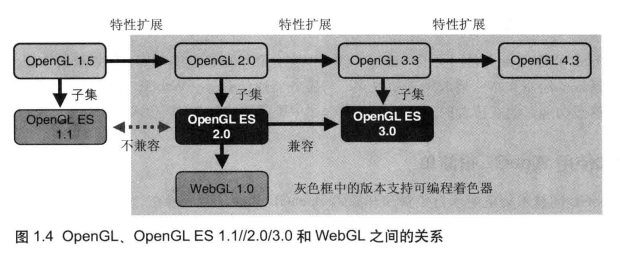 特性扩展 特性扩展 特性扩展
OpenGL 1.5 OpenGL 2.0 OpenGL 3.3 OpenGL 4.3
子集 子集 子集
OpenGL ES 1.1 不兼容 OpenGL ES 2.0 兼容 OpenGL ES 3.0
WebGL 1.0 灰色框中的版本支持可编程着色器
图 1.4 OpenGL、OpenGL ES 1.1//2.0/3.0 和 WebGL 之间的关系